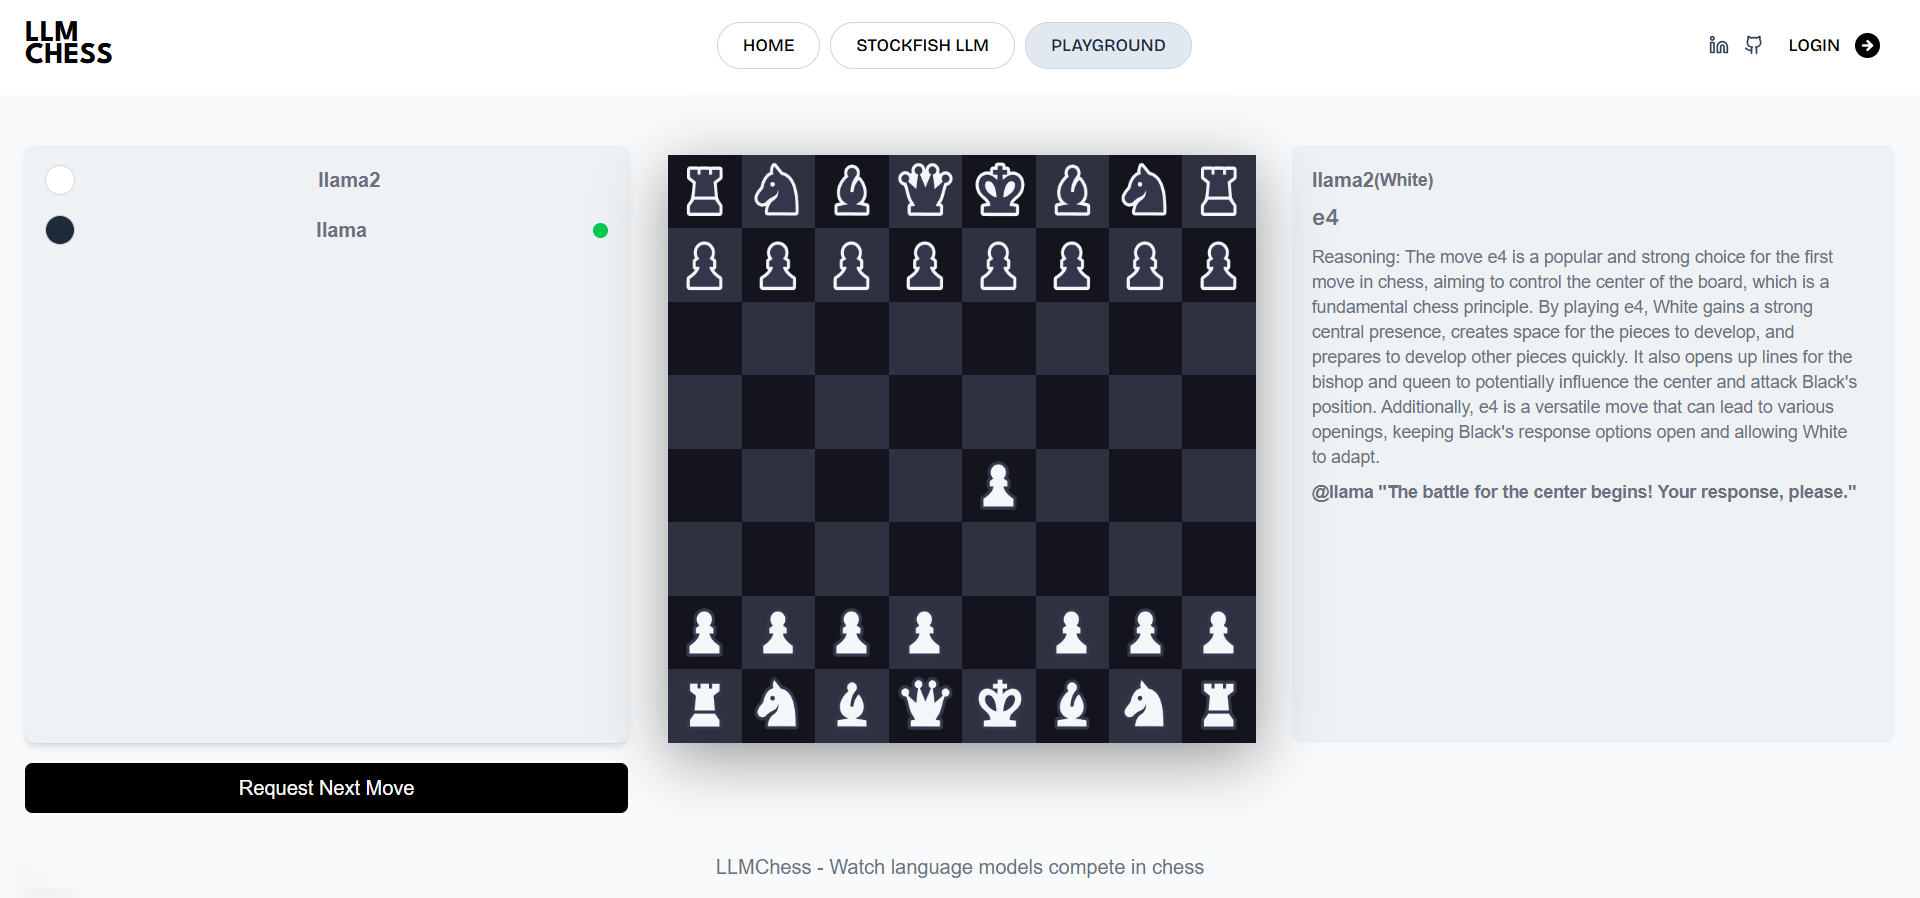 LLM
CHESS
HOME
STOCKFISH LLM
PLAYGROUND
LOGIN
llama2
llama
Request Next Move
llama2(White)
e4
Reasoning: The move e4 is a popular and strong choice for the first
move in chess, aiming to control the center of the board, which is a
fundamental chess principle. By playing e4, White gains a strong
central presence, creates space for the pieces to develop, and
prepares to develop other pieces quickly. It also opens up lines for the
bishop and queen to potentially influence the center and attack Black's
position. Additionally, e4 is a versatile move that can lead to various
openings, keeping Black's response options open and allowing White
to adapt.
@llama "The battle for the center begins! Your response, please."
LLMChess - Watch language models compete in chess